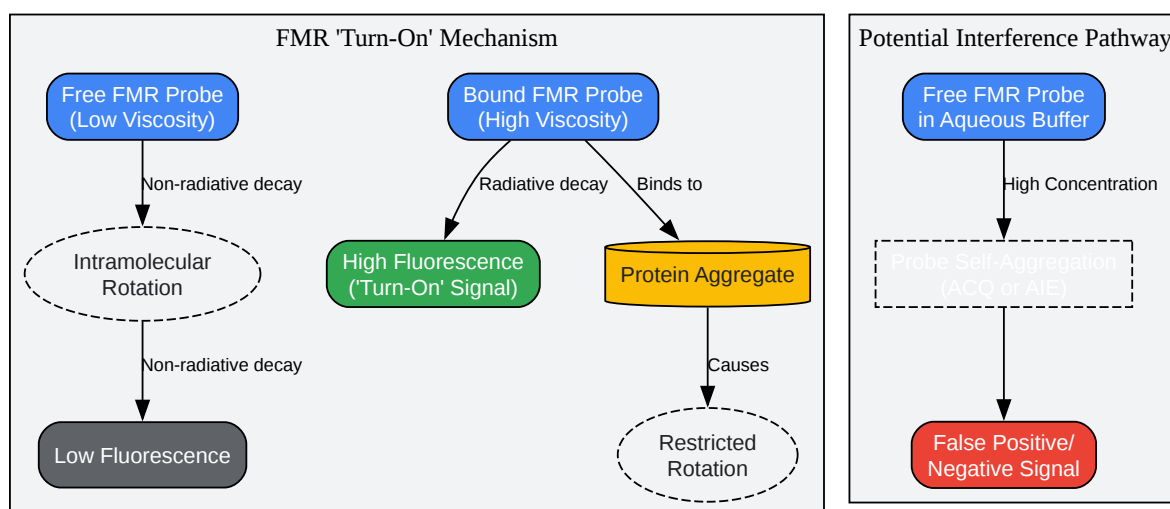 FMR 'Turn-On' Mechanism
Free FMR Probe
(Low Viscosity)
Non-radiative decay
Intramolecular
Rotation
Non-radiative decay
Low Fluorescence
Bound FMR Probe
(High Viscosity)
Radiative decay
Binds to
High Fluorescence
('Turn-On' Signal)
Protein Aggregate
Causes
Restricted
Rotation
Potential Interference Pathway
Free FMR Probe
in Aqueous Buffer
High Concentration
Probe Self-Aggregation
(ACQ or AIE)
False Positive/
Negative Signal